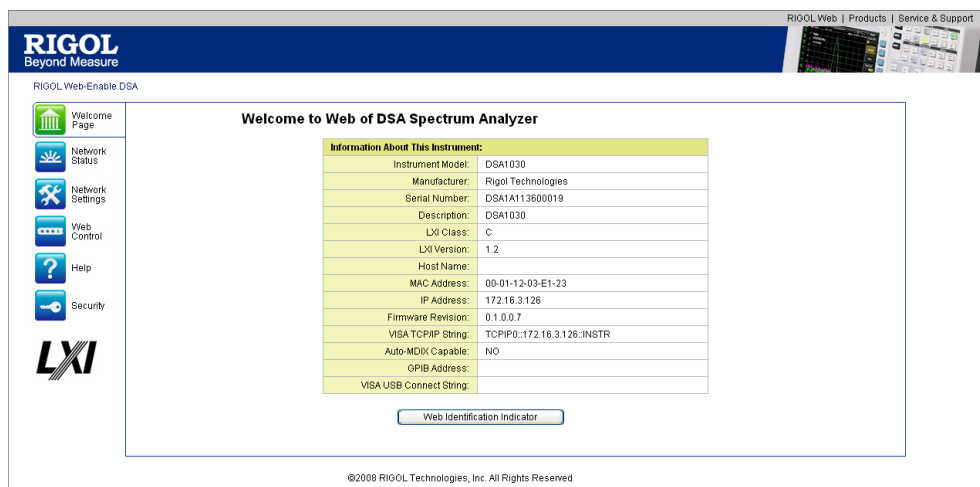 RIGOL Web | Products | Service & Support
RIGOL
Beyond Measure
RIGOL Web-Enable DSA
Welcome Page
Network Status
Network Settings
Web Control
Help
Security
LXI
Welcome to Web of DSA Spectrum Analyzer
Information About This Instrument:
Instrument Model: DSA1030
Manufacturer: Rigol Technologies
Serial Number: DSA1A113600019
Description: DSA1030
LXI Class: C
LXI Version: 1.2
Host Name:
MAC Address: 00-01-12-03-E1-23
IP Address: 172.16.3.126
Firmware Revision: 0.1.0.0.7
VISA TCP/IP String: TCPIP0::172.16.3.126::INSTR
Auto-MDIX Capable: NO
GPIB Address:
VISA USB Connect String:
Web Identification Indicator
©2008 RIGOL Technologies, Inc. All Rights Reserved